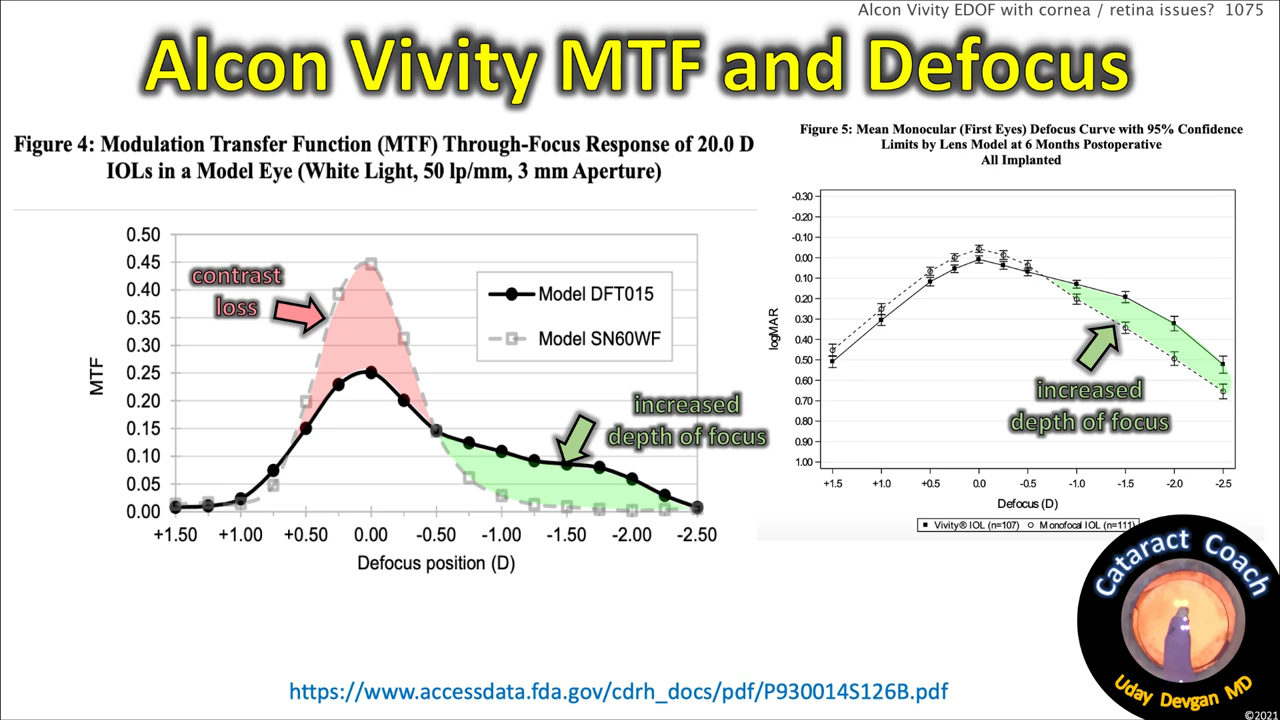 Alcon Vivity EDOF with cornea / retina issues? 1075
Alcon Vivity MTF and Defocus
Figure 4: Modulation Transfer Function (MTF) Through-Focus Response of 20.0 D
IOLs in a Model Eye (White Light, 50 lp/mm, 3 mm Aperture)
0.50
0.45
0.40
0.35
0.30
0.25
0.20
0.15
0.10
0.05
0.00
MTF
contrast
loss
Model DFT015
Model SN60WF
increased
depth of focus
+1.50 +1.00 +0.50 0.00 -0.50 -1.00 -1.50 -2.00 -2.50
Defocus position (D)
Figure 5: Mean Monocular (First Eyes) Defocus Curve with 95% Confidence
Limits by Lens Model at 6 Months Postoperative
All Implanted
-0.30
-0.20
-0.10
0.00
0.10
0.20
0.30
0.40
0.50
0.60
0.70
0.80
0.90
1.00
logMAR
increased
depth of focus
+1.5 +1.0 +0.5 0.0 -0.5 -1.0 -1.5 -2.0 -2.5
Defocus (D)
Vivity® IOL (n=107) Monofocal IOL (n=111)
Cataract Coach
Uday Devgan MD
©2021
https://www.accessdata.fda.gov/cdrh_docs/pdf/P930014S126B.pdf